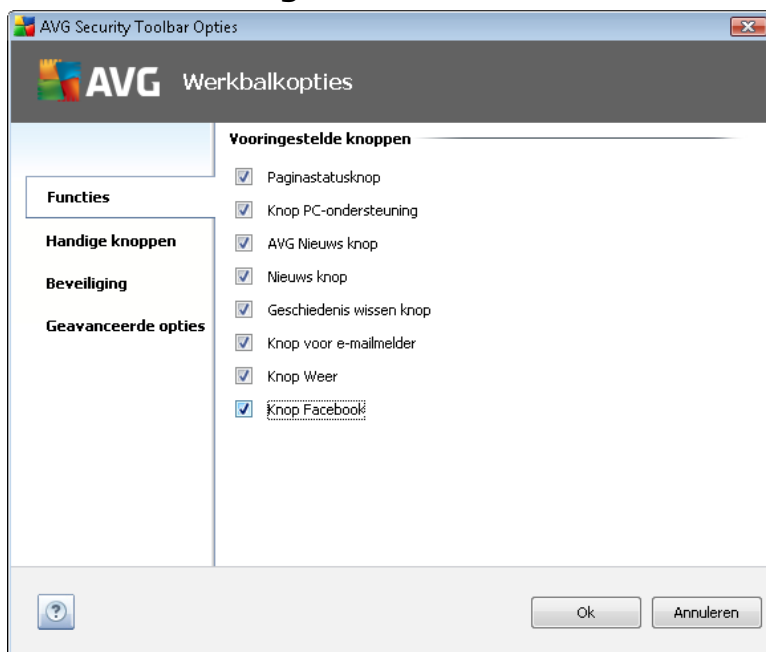 AVG Security Toolbar Opties
AVG Werkbalkopties
Vooringestelde knoppen
Functies
Handige knoppen
Beveiliging
Geavanceerde opties
Paginastatusknop
Knop PC-ondersteuning
AVG Nieuws knop
Nieuws knop
Geschiedenis wissen knop
Knop voor e-mailmelder
Knop Weer
Knop Facebook
?
Ok
Annuleren